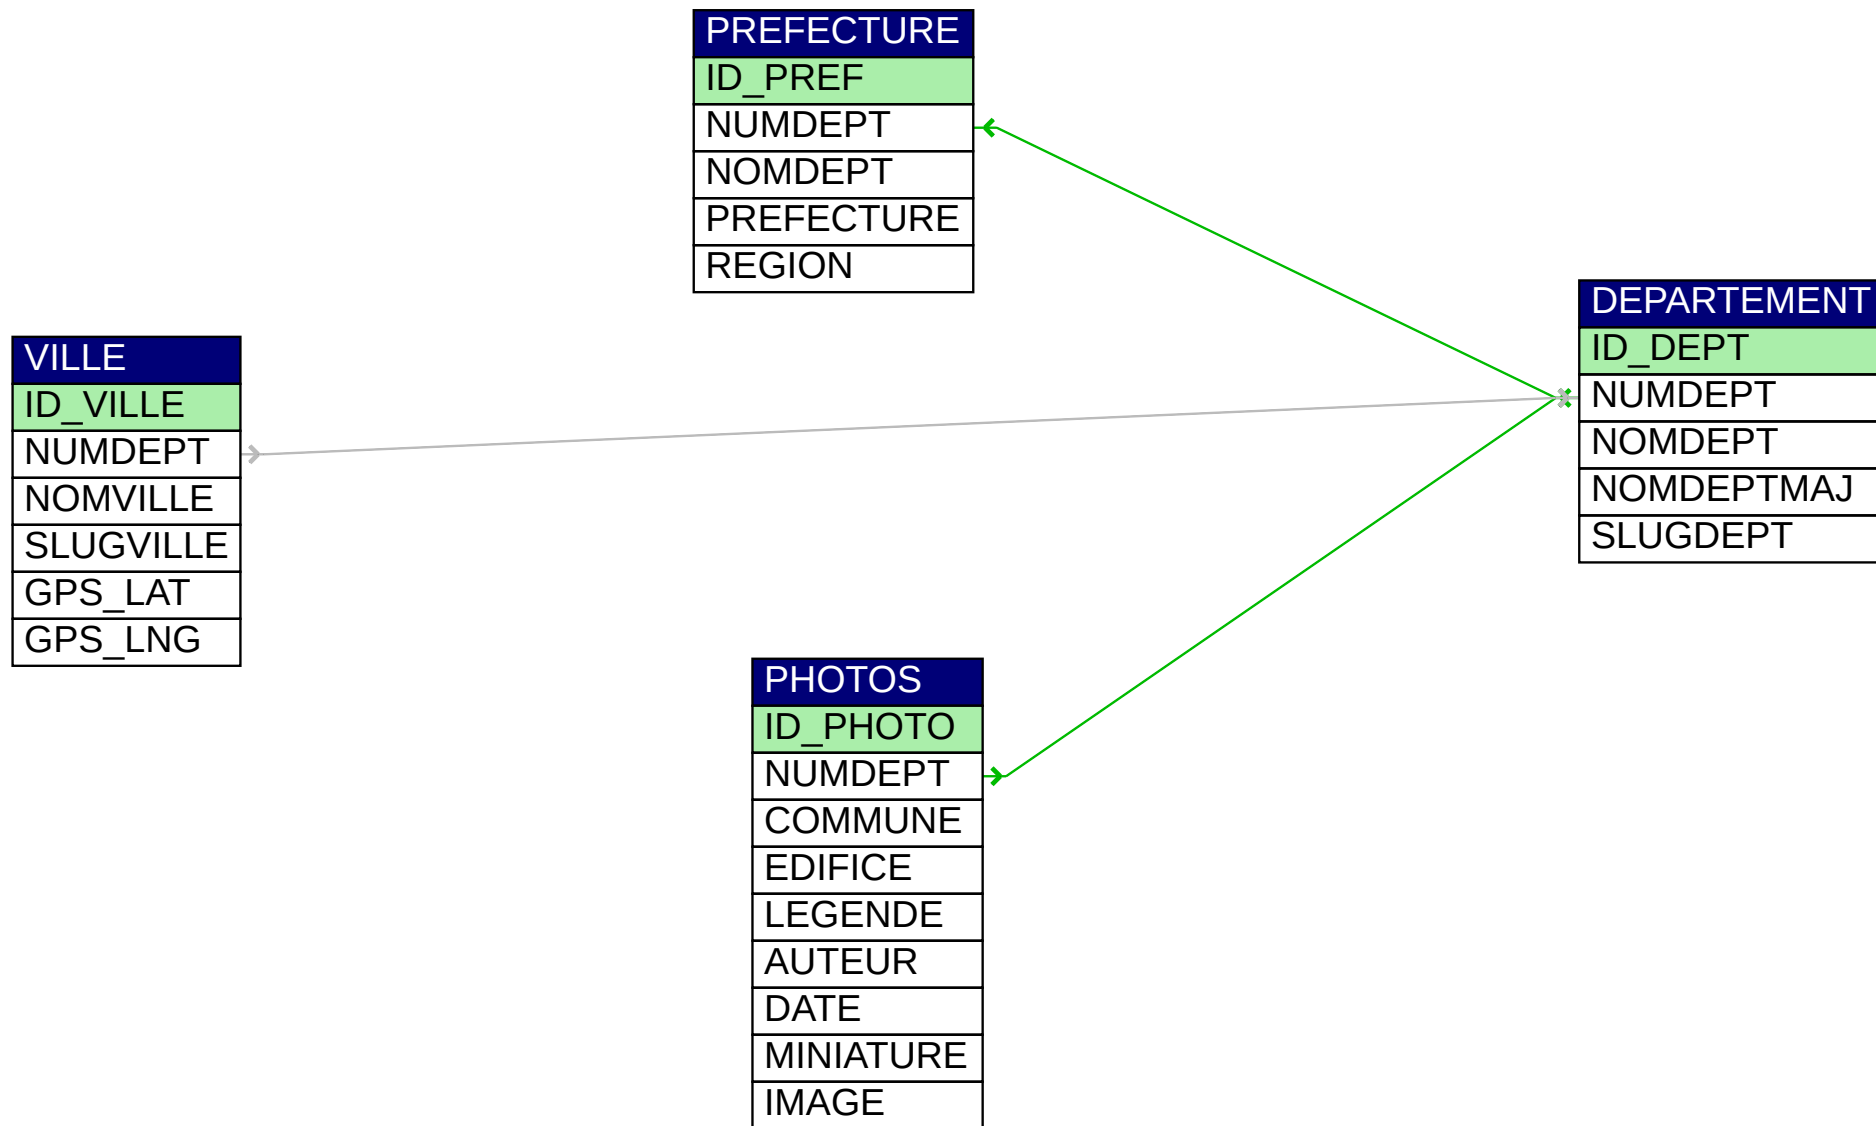 PREFECTURE
ID_PREF
NUMDEPT
NOMDEPT
PREFECTURE
REGION
DEPARTEMENT
ID_DEPT
NUMDEPT
NOMDEPT
NOMDEPTMAJ
SLUGDEPT
VILLE
ID_VILLE
NUMDEPT
NOMVILLE
SLUGVILLE
GPS_LAT
GPS_LNG
PHOTOS
ID_PHOTO
NUMDEPT
COMMUNE
EDIFICE
LEGENDE
AUTEUR
DATE
MINIATURE
IMAGE